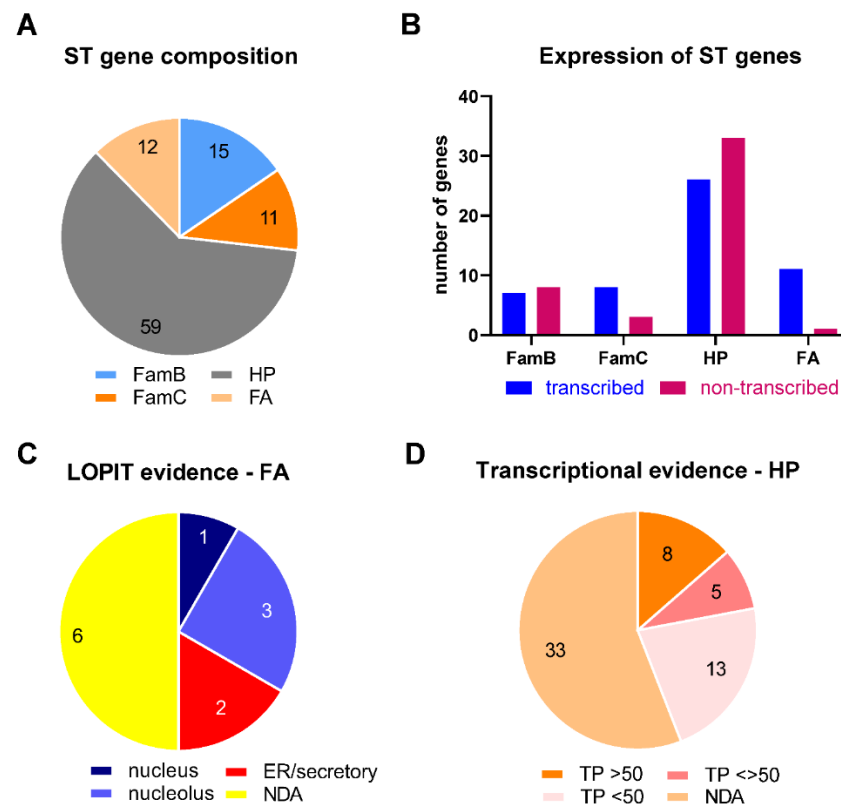 A
ST gene composition
12
15
11
59
FamB
HP
FamC
FA
B
Expression of ST genes
number of genes
40
30
20
10
0
FamB
FamC
HP
FA
transcribed
non-transcribed
C
LOPIT evidence - FA
1
3
6
2
nucleus
ER/secretory
nucleolus
NDA
D
Transcriptional evidence - HP
8
5
33
13
TP >50
TP <>50
TP <50
NDA